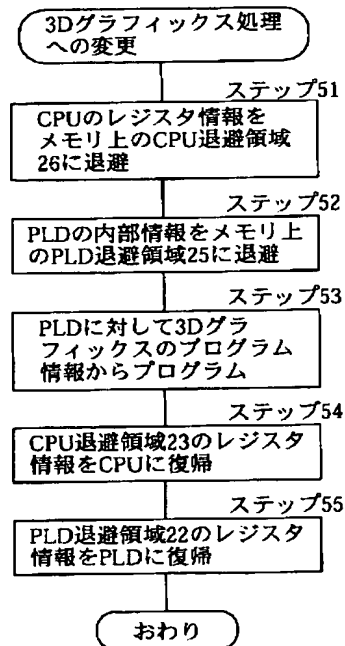 3Dグラフィックス処理
への変更
ステップ51
CPUのレジスタ情報を
メモリ上のCPU退避領域
26に退避
ステップ52
PLDの内部情報をメモリ上
のPLD退避領域25に退避
ステップ53
PLDに対して3Dグラ
フィックスのプログラム
情報からプログラム
ステップ54
CPU退避領域23のレジスタ
情報をCPUに復帰
ステップ55
PLD退避領域22のレジスタ
情報をPLDに復帰
おわり